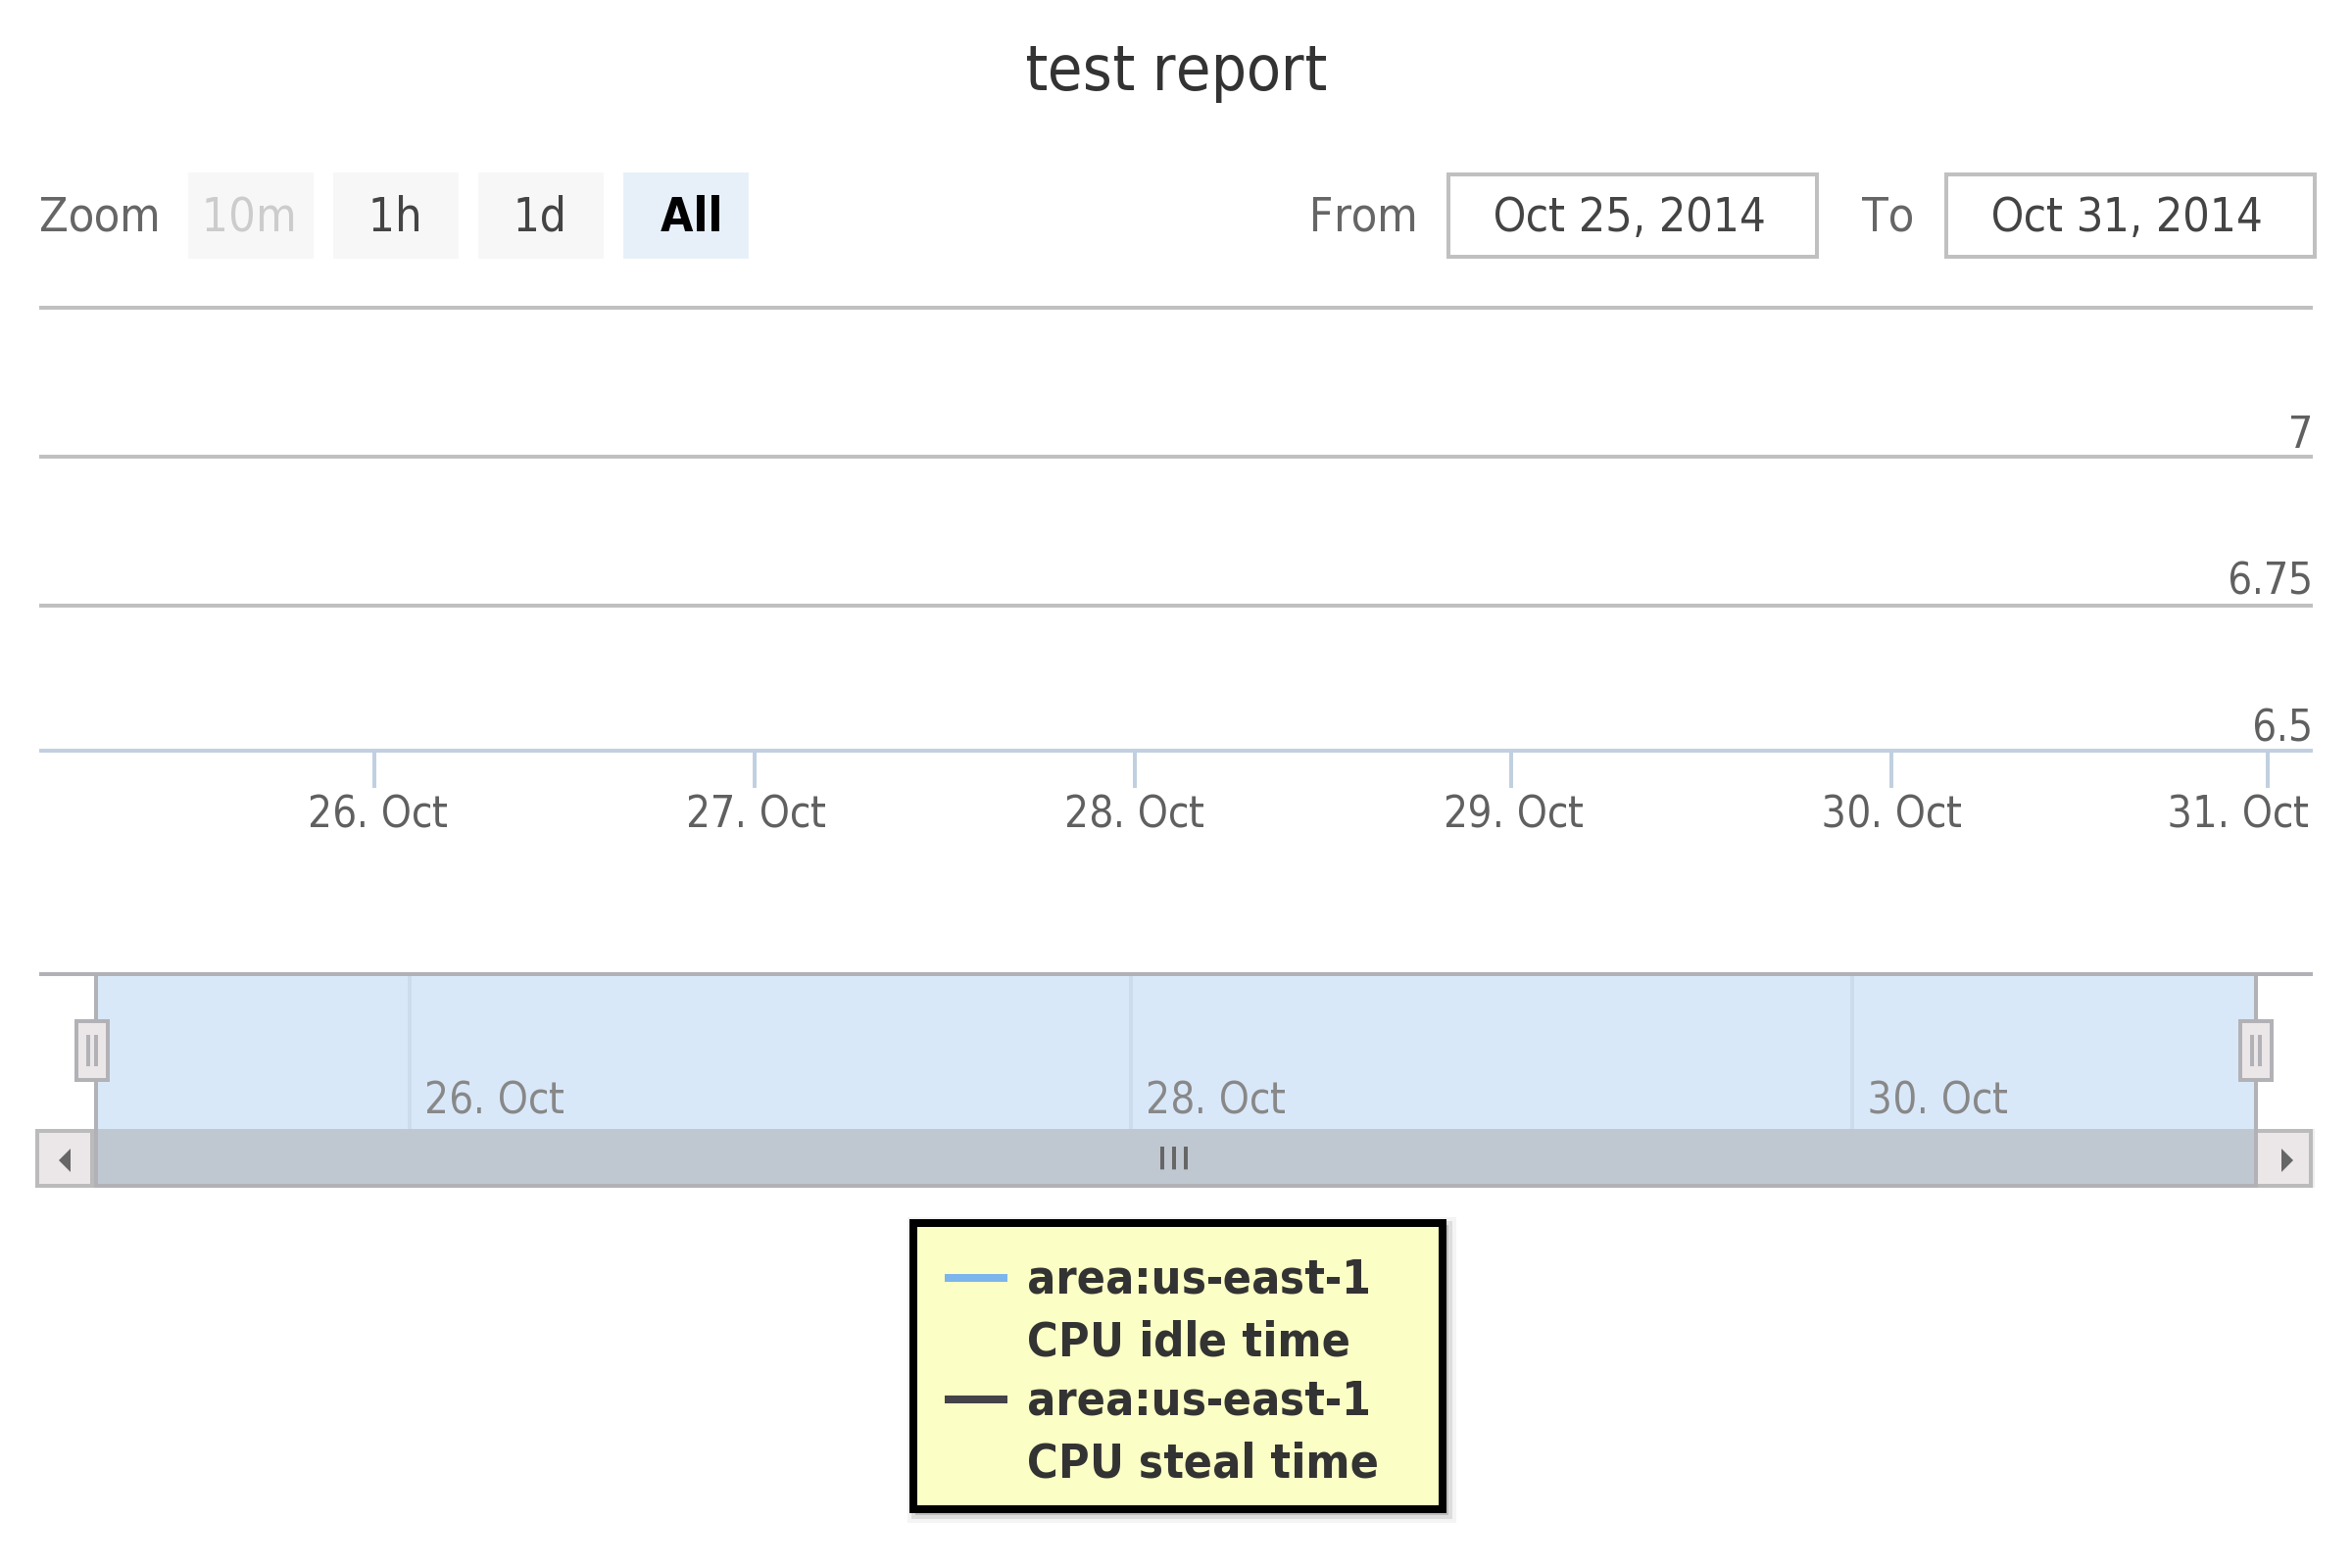 test report
Zoom 10m 1h 1d All From Oct 25, 2014 To Oct 31, 2014
7
6.75
6.5
26. Oct 27. Oct 28. Oct 29. Oct 30. Oct 31. Oct
26. Oct 28. Oct 30. Oct
area:us-east-1
CPU idle time
area:us-east-1
CPU steal time